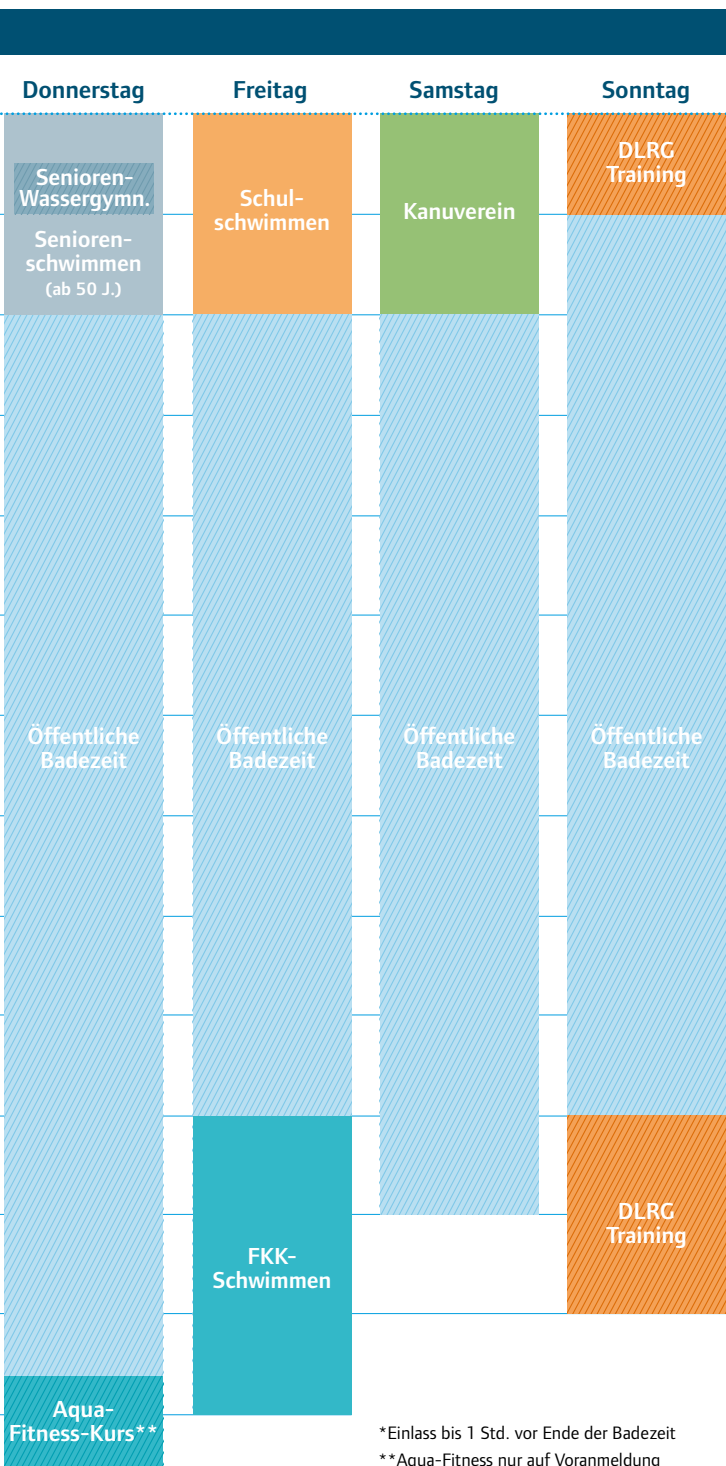 Donnerstag
Freitag
Samstag
Sonntag
Senioren-
Wassergymn.
Senioren-
schwimmen
(ab 50 J.)
Schul-
schwimmen
Kanuverein
DLRG
Training
Öffentliche
Badezeit
Öffentliche
Badezeit
Öffentliche
Badezeit
Öffentliche
Badezeit
FKK-
Schwimmen
DLRG
Training
Aqua-
Fitness-Kurs**
*Einlass bis 1 Std. vor Ende der Badezeit
**Aqua-Fitness nur auf Voranmeldung